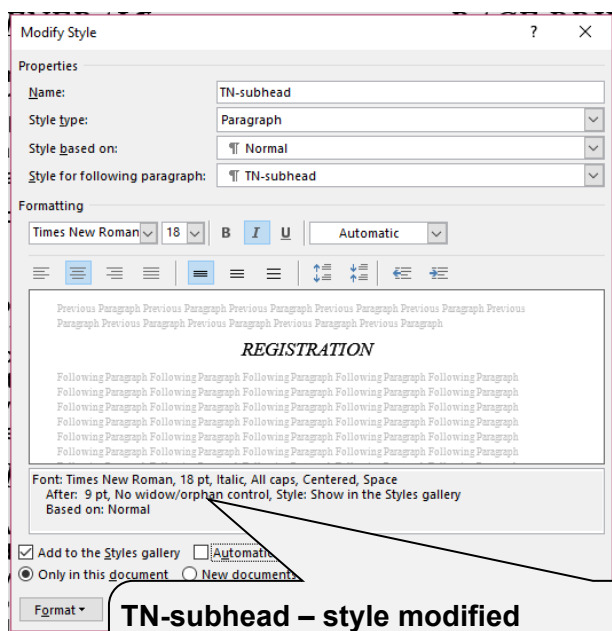 Modify Style ? ×
Properties
Name: TN-subhead
Style type: Paragraph
Style based on: ¶ Normal
Style for following paragraph: ¶ TN-subhead
Formatting
Times New Roman 18 B I U Automatic
Previous Paragraph Previous Paragraph Previous Paragraph Previous Paragraph Previous Paragraph Previous
Paragraph Previous Paragraph Previous Paragraph Previous Paragraph Previous Paragraph
REGISTRATION
Following Paragraph Following Paragraph Following Paragraph Following Paragraph Following Paragraph
Following Paragraph Following Paragraph Following Paragraph Following Paragraph Following Paragraph
Following Paragraph Following Paragraph Following Paragraph Following Paragraph Following Paragraph
Following Paragraph Following Paragraph Following Paragraph Following Paragraph Following Paragraph
Following Paragraph Following Paragraph Following Paragraph Following Paragraph Following Paragraph
Following Paragraph Following Paragraph Following Paragraph Following Paragraph Following Paragraph
Font: Times New Roman, 18 pt, Italic, All caps, Centered, Space
After: 9 pt, No widow/orphan control, Style: Show in the Styles gallery
Based on: Normal
Add to the Styles gallery
Only in this document New documents
Format
TN-subhead – style modified